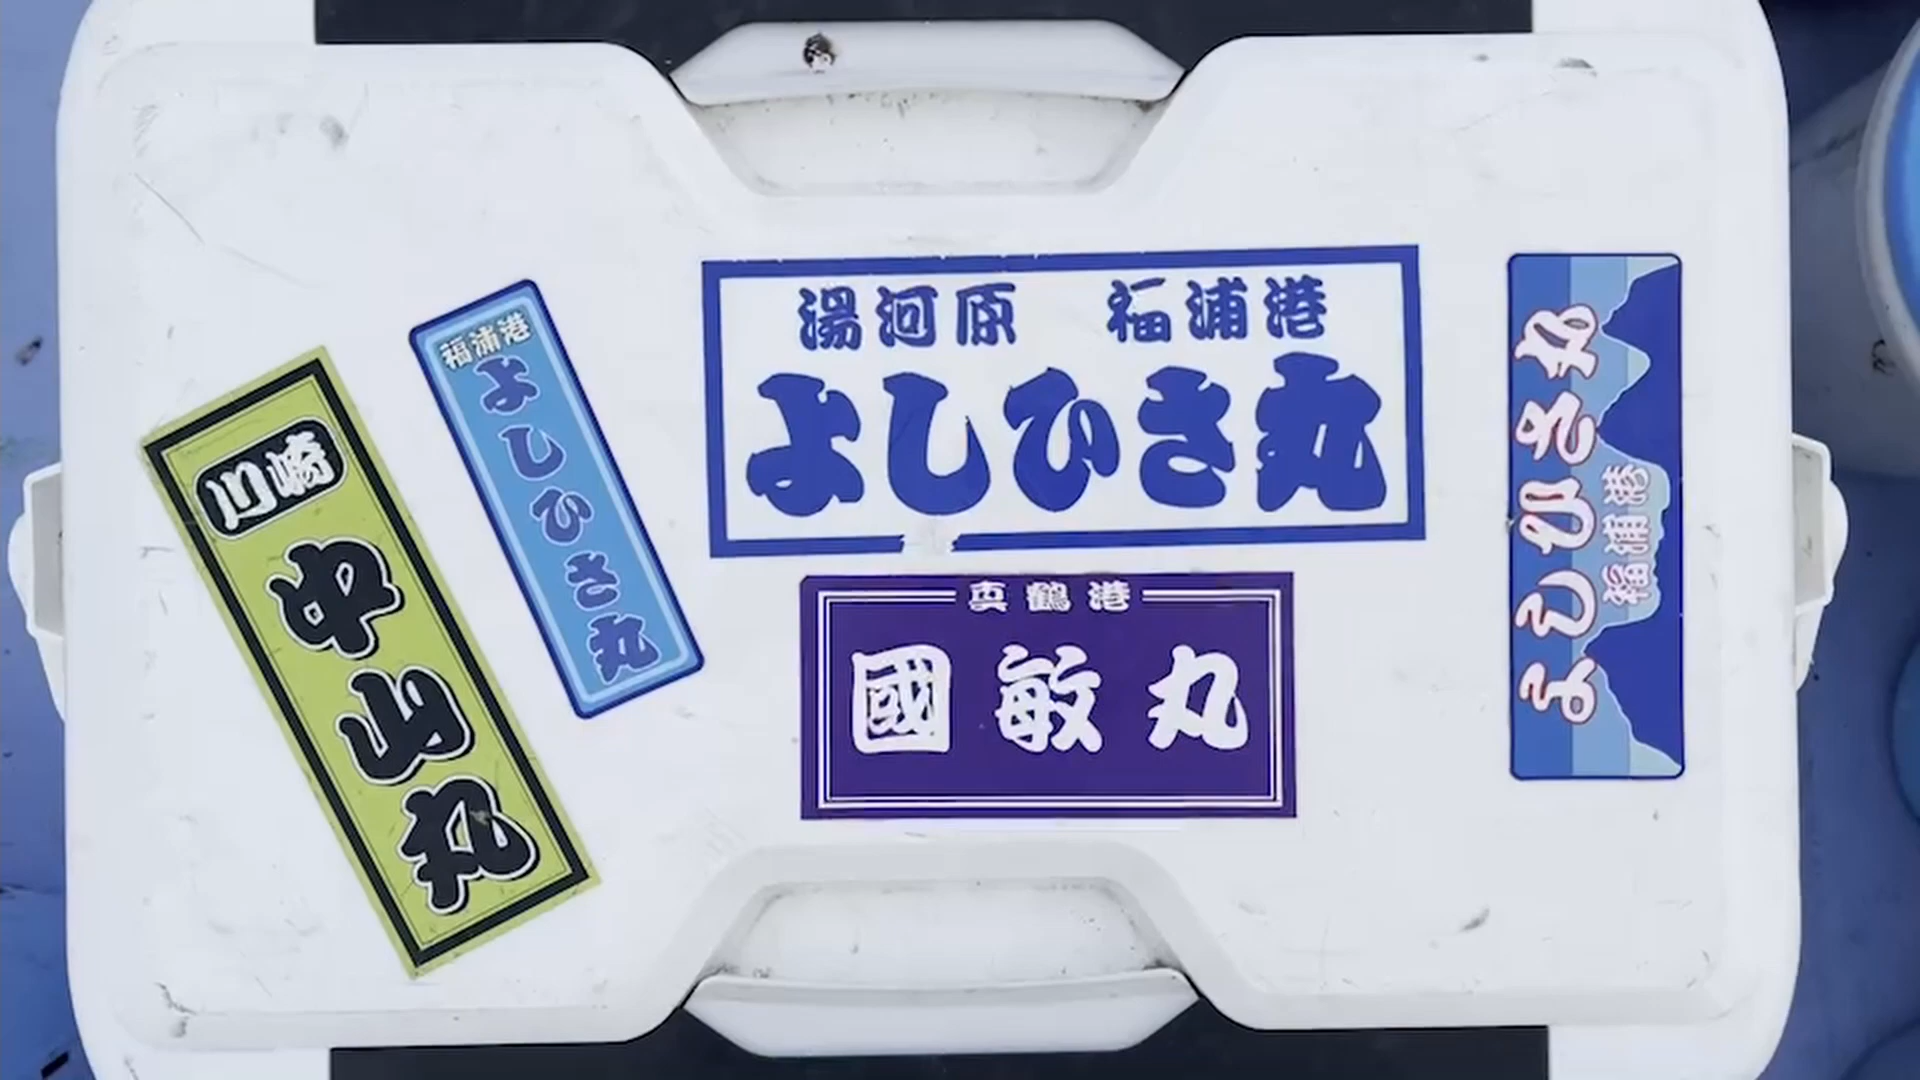 川崎
中山丸
福浦港
よしひさ丸
湯河原 福浦港
よしひさ丸
真鶴港
國敏丸
よしひさ丸
福浦港